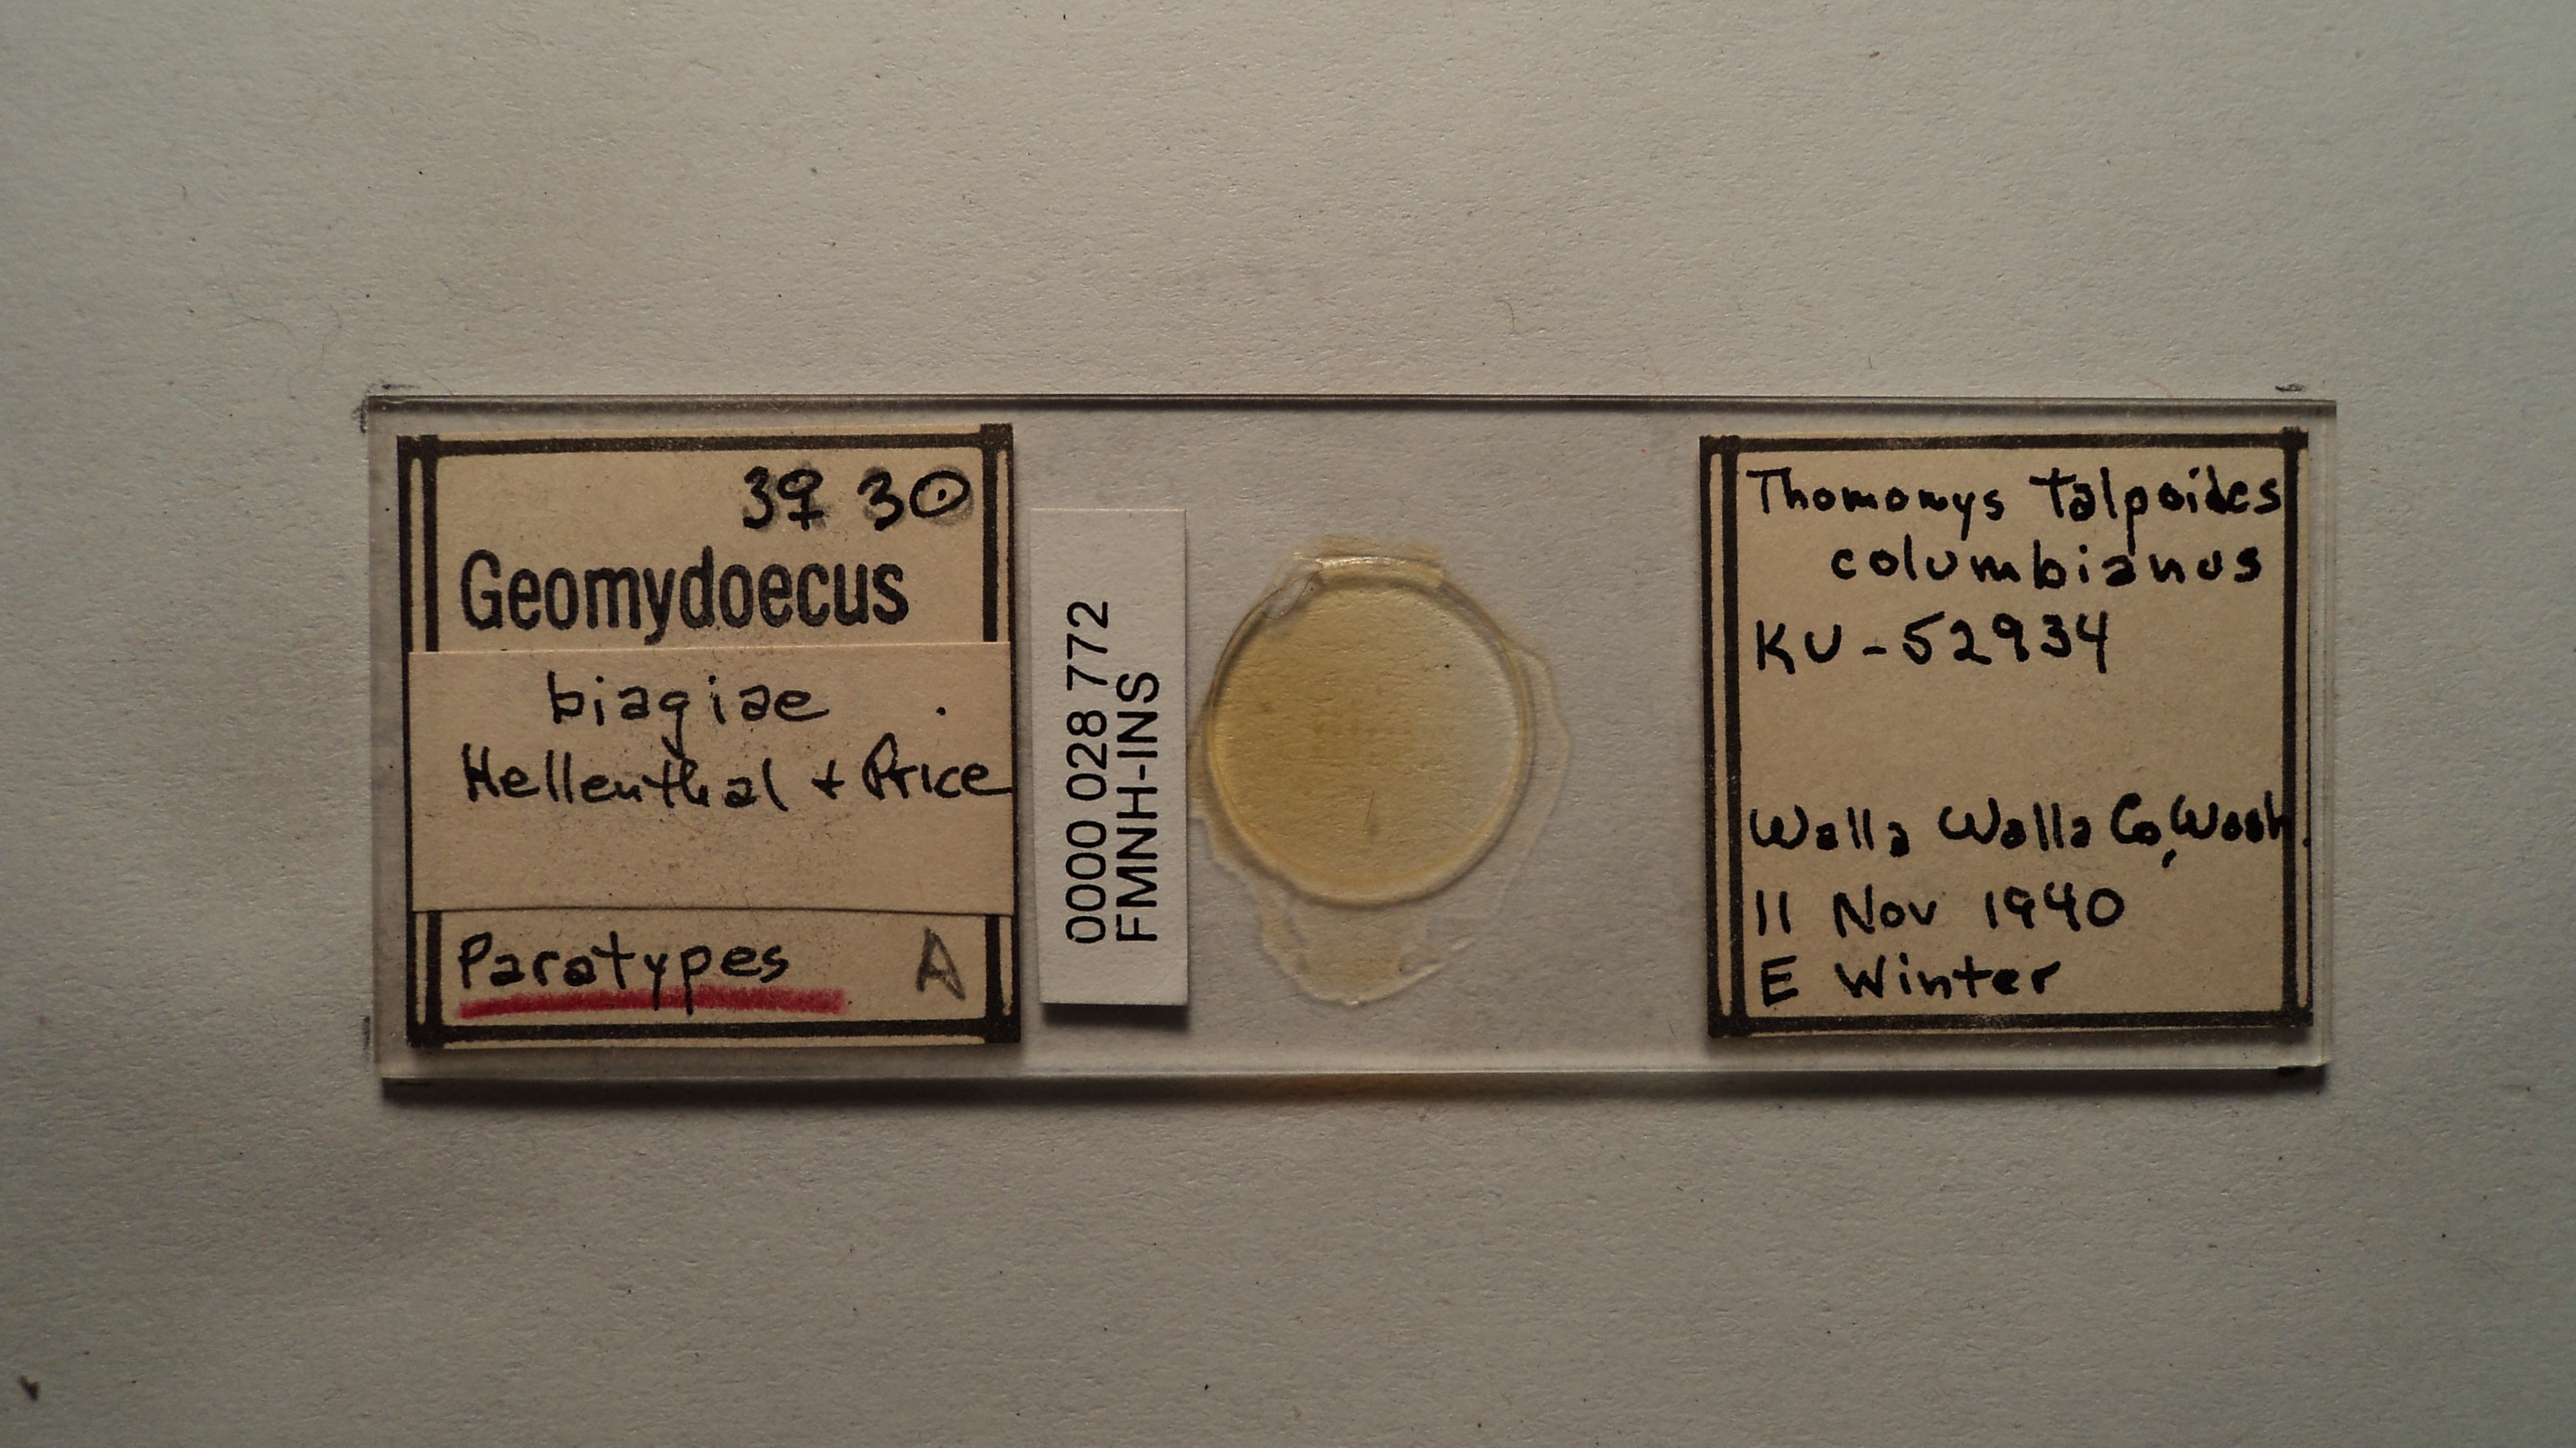 3♀ 3⊙
Geomydoecus
biagiae
Hellenthal + Price
Paratypes A
0000 028 772
FMNH-INS
Thomomys talpoides
columbianus
KU-52934
Walla Walla Co, Wash.
11 Nov 1940
E Winter